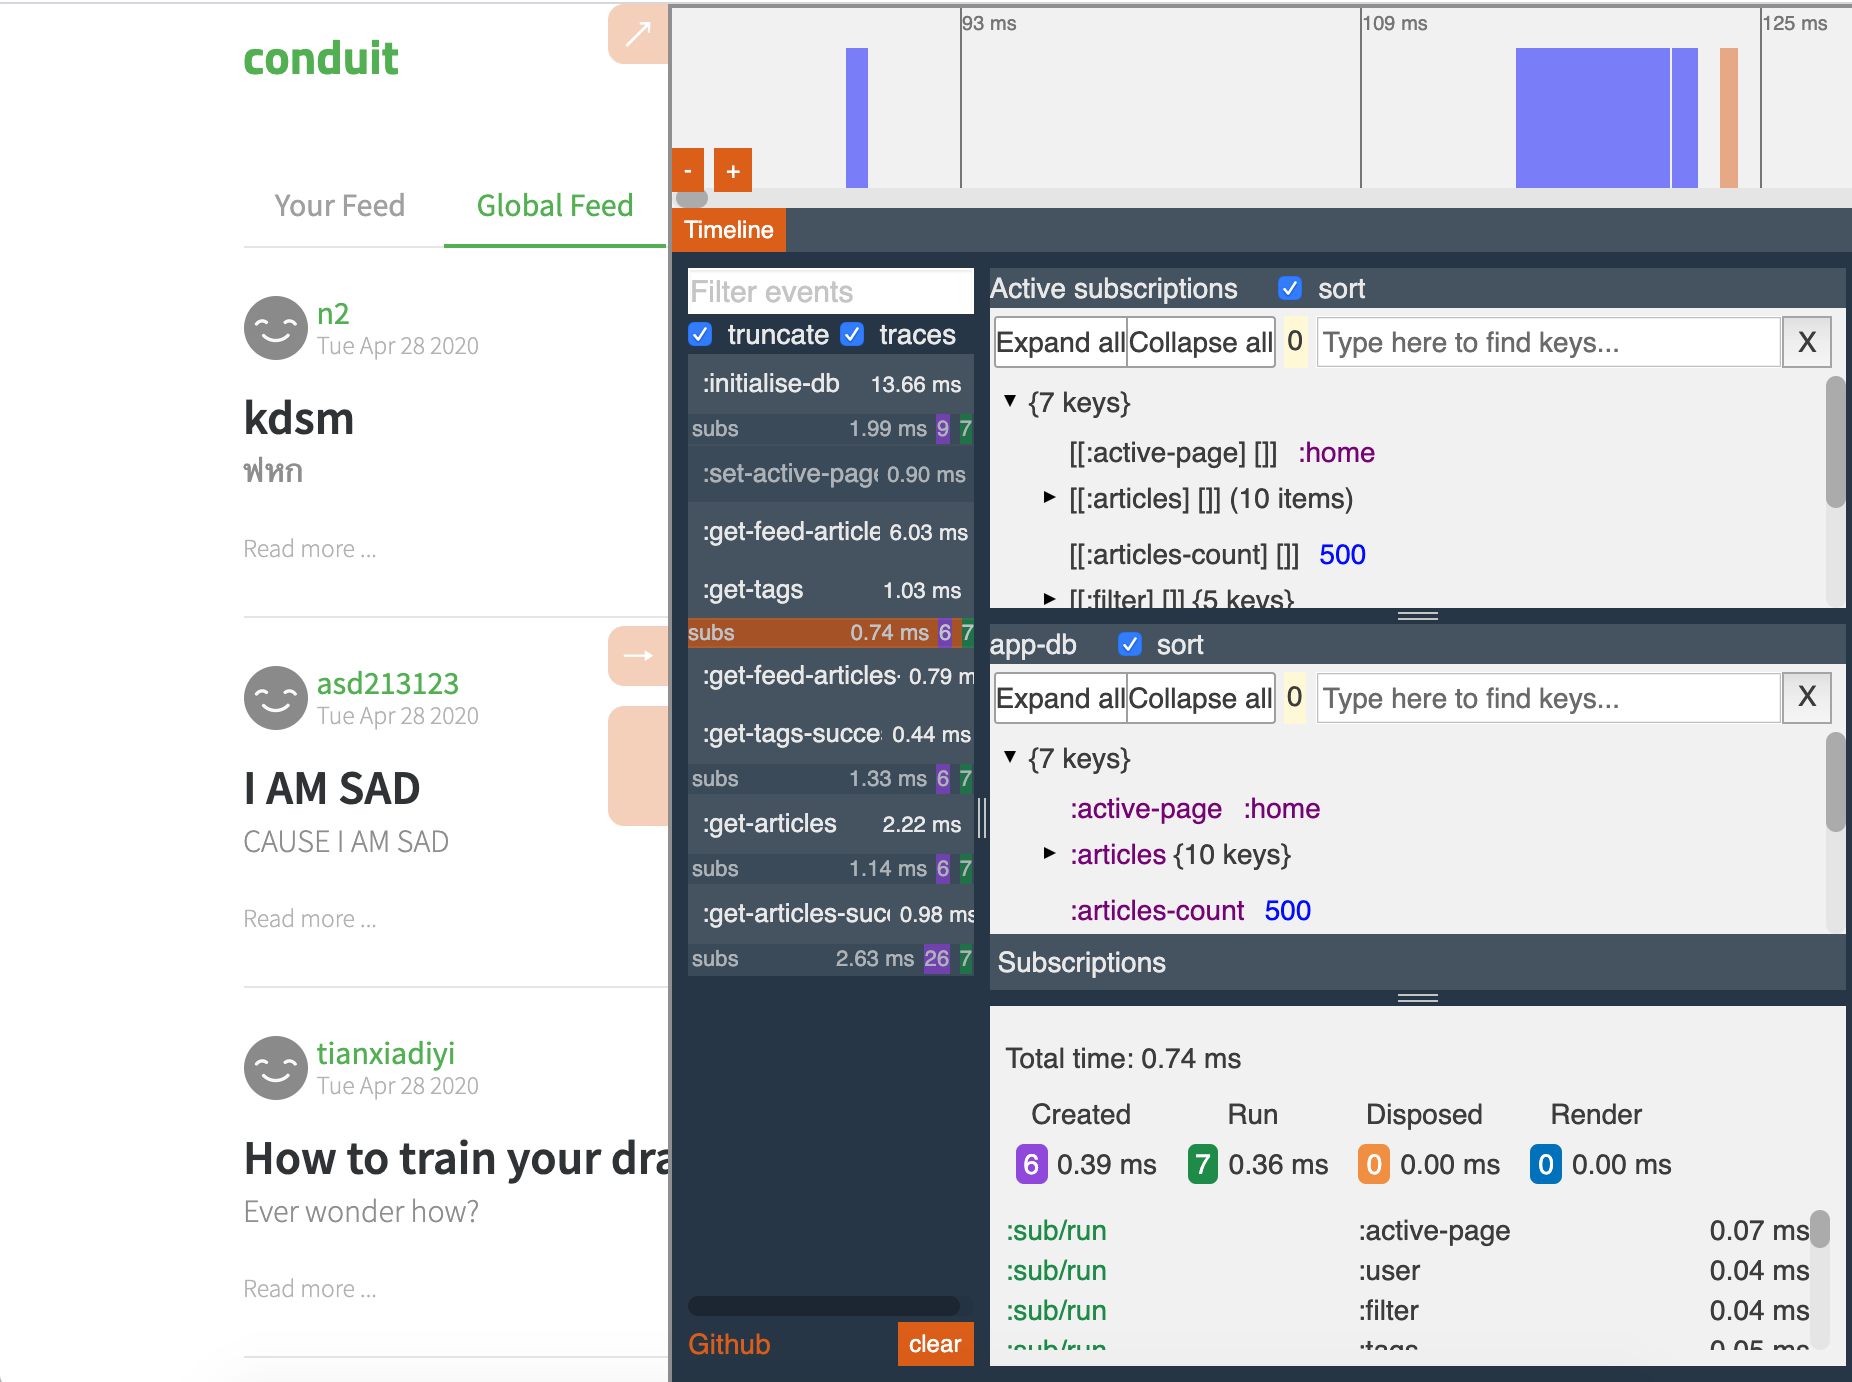 conduit
Your Feed Global Feed
n2
Tue Apr 28 2020
kdsm
ฟหก
Read more ...
asd213123
Tue Apr 28 2020
I AM SAD
CAUSE I AM SAD
Read more ...
tianxiadiyi
Tue Apr 28 2020
How to train your dra
Ever wonder how?
Read more ...
93 ms 109 ms 125 ms
- +
Timeline
Filter events
truncate traces
:initialise-db 13.66 ms
subs 1.99 ms 9 7
:set-active-page 0.90 ms
:get-feed-article 6.03 ms
:get-tags 1.03 ms
subs 0.74 ms 6 7
:get-feed-articles- 0.79 m
:get-tags-succe 0.44 ms
subs 1.33 ms 6 7
:get-articles 2.22 ms
subs 1.14 ms 6 7
:get-articles-succ 0.98 ms
subs 2.63 ms 26 7
Github clear
Active subscriptions sort
Expand all Collapse all 0 Type here to find keys... X
{7 keys}
[[:active-page] []] :home
[[:articles] []] (10 items)
[[:articles-count] []] 500
[[:filter] []] {5 keys}
app-db sort
Expand all Collapse all 0 Type here to find keys... X
{7 keys}
:active-page :home
:articles {10 keys}
:articles-count 500
Subscriptions
Total time: 0.74 ms
Created Run Disposed Render
6 0.39 ms 7 0.36 ms 0 0.00 ms 0 0.00 ms
:sub/run :active-page 0.07 ms
:sub/run :user 0.04 ms
:sub/run :filter 0.04 ms
:sub/run :tags 0.05 ms